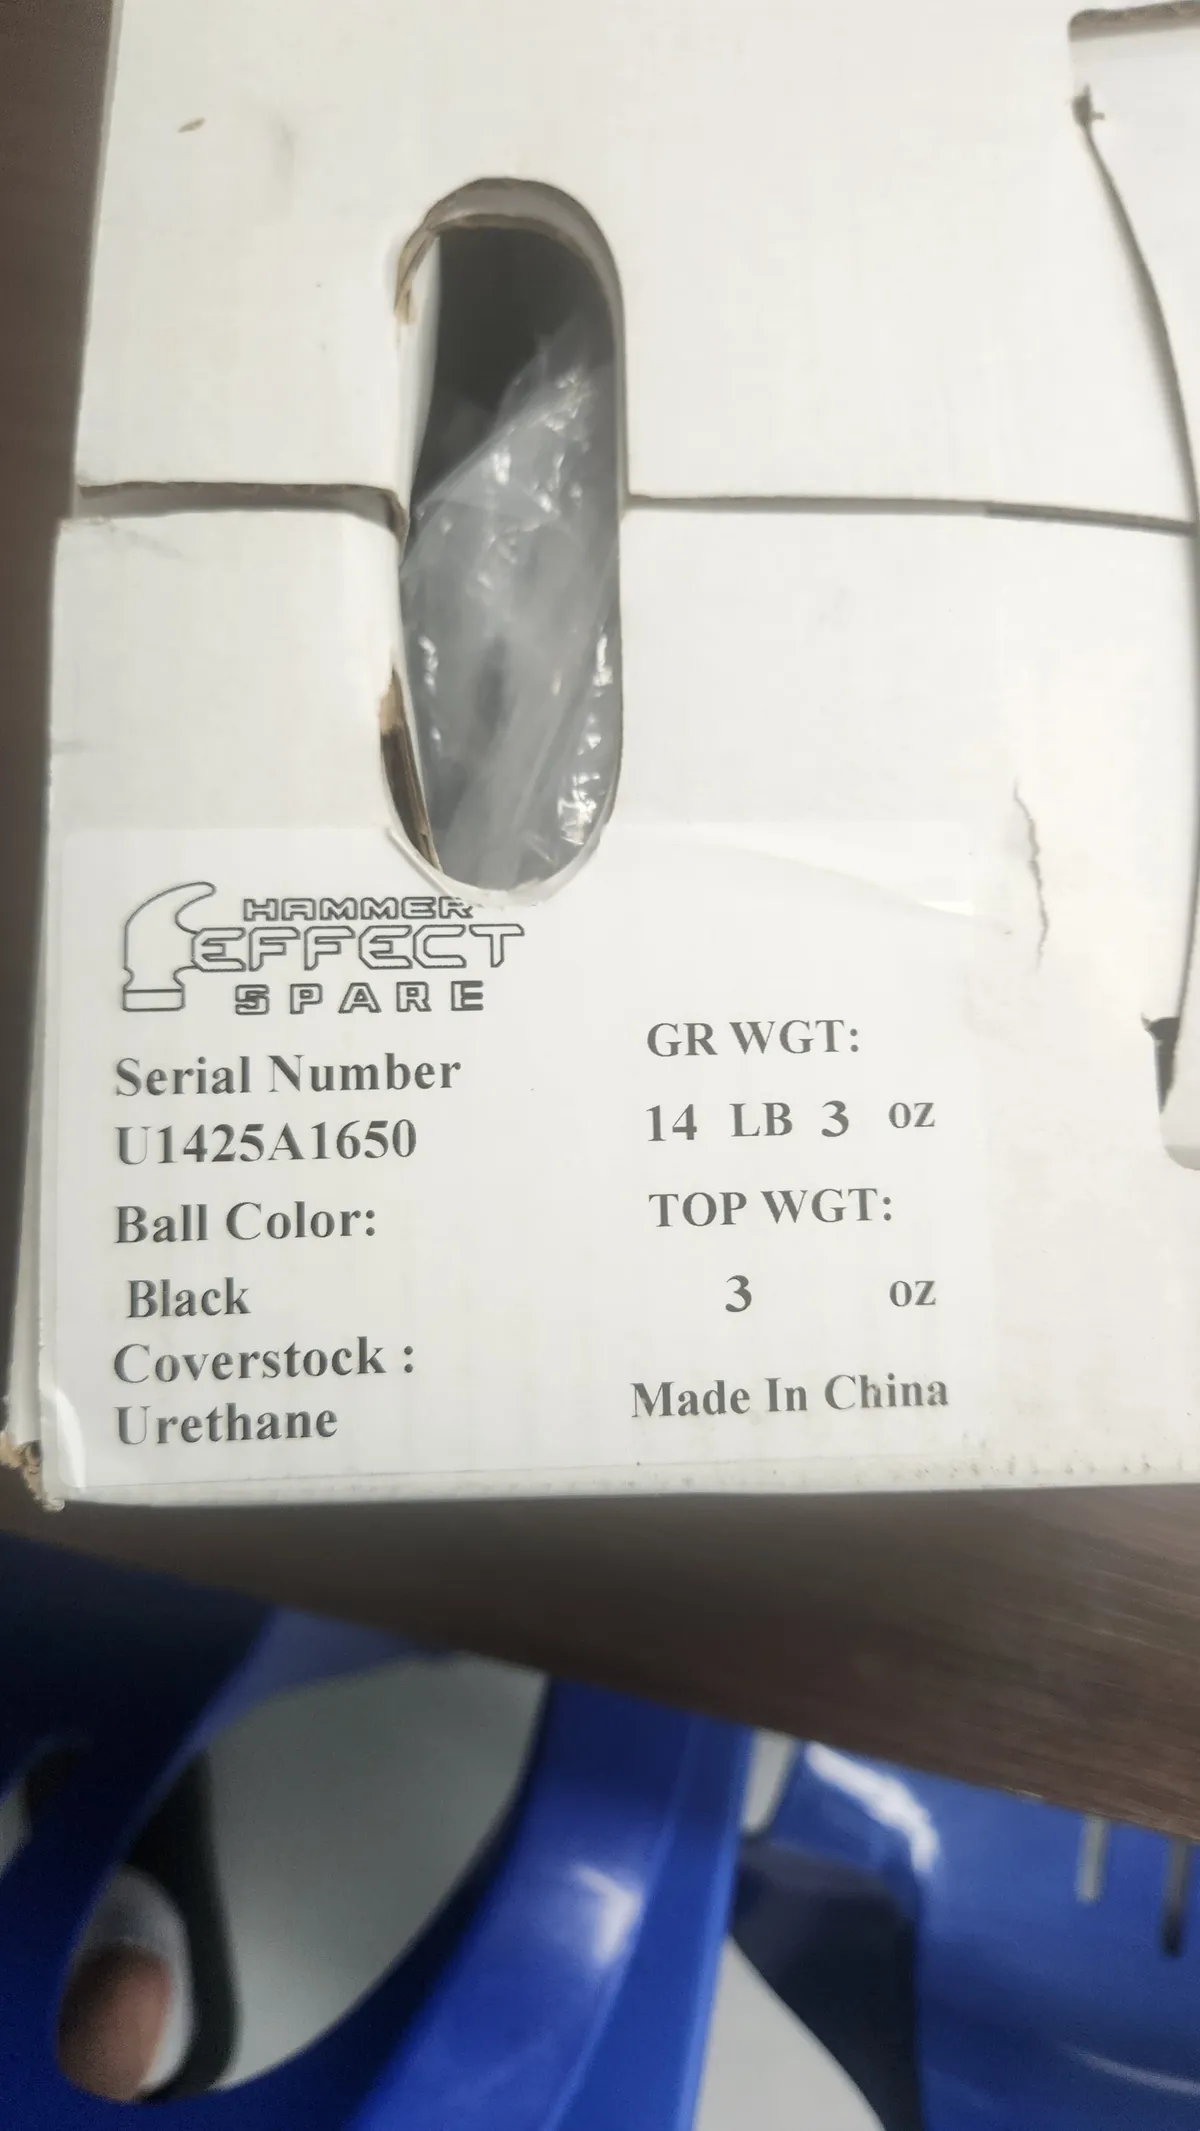 HAMMER
EFFECT
SPARE
Serial Number
U1425A1650
Ball Color:
Black
Coverstock :
Urethane
GR WGT:
14 LB 3 oz
TOP WGT:
3 oz
Made In China